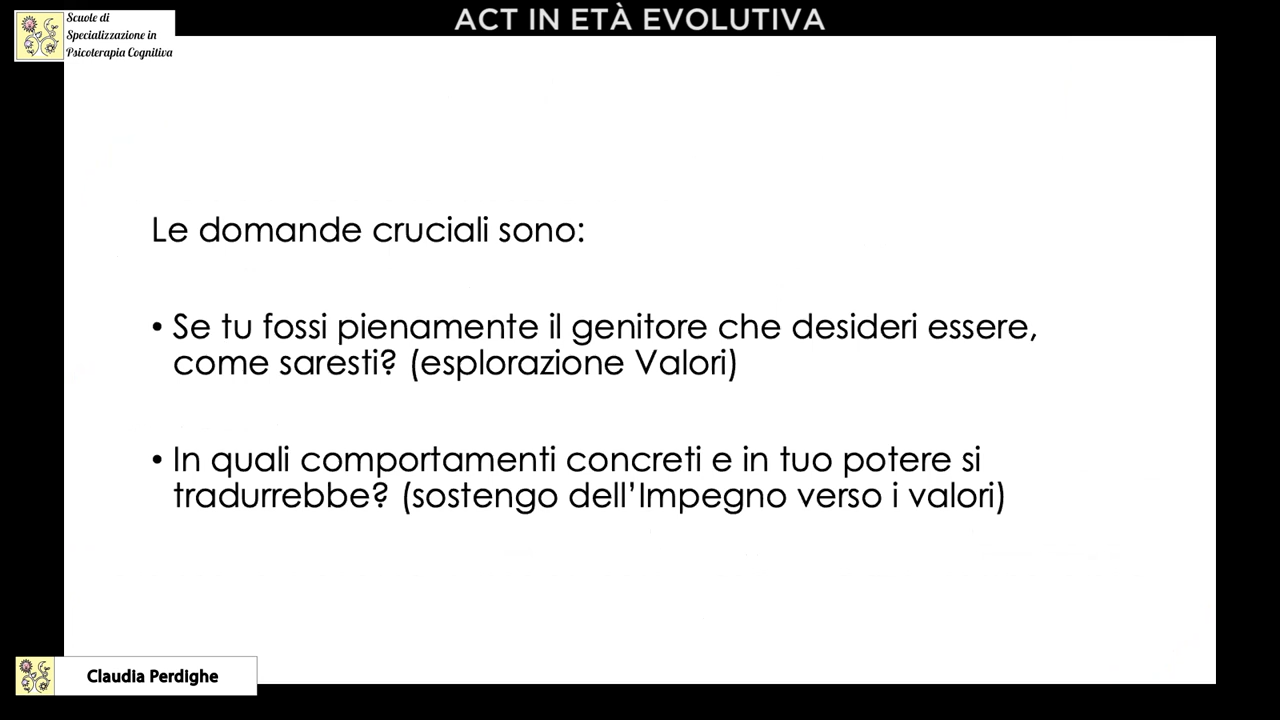 Scuole di
Specializzazione in
Psicoterapia Cognitiva
ACT IN ETÀ EVOLUTIVA
Le domande cruciali sono:
• Se tu fossi pienamente il genitore che desideri essere,
come saresti? (esplorazione Valori)
• In quali comportamenti concreti e in tuo potere si
tradurrebbe? (sostengo dell’Impegno verso i valori)
Claudia Perdighe